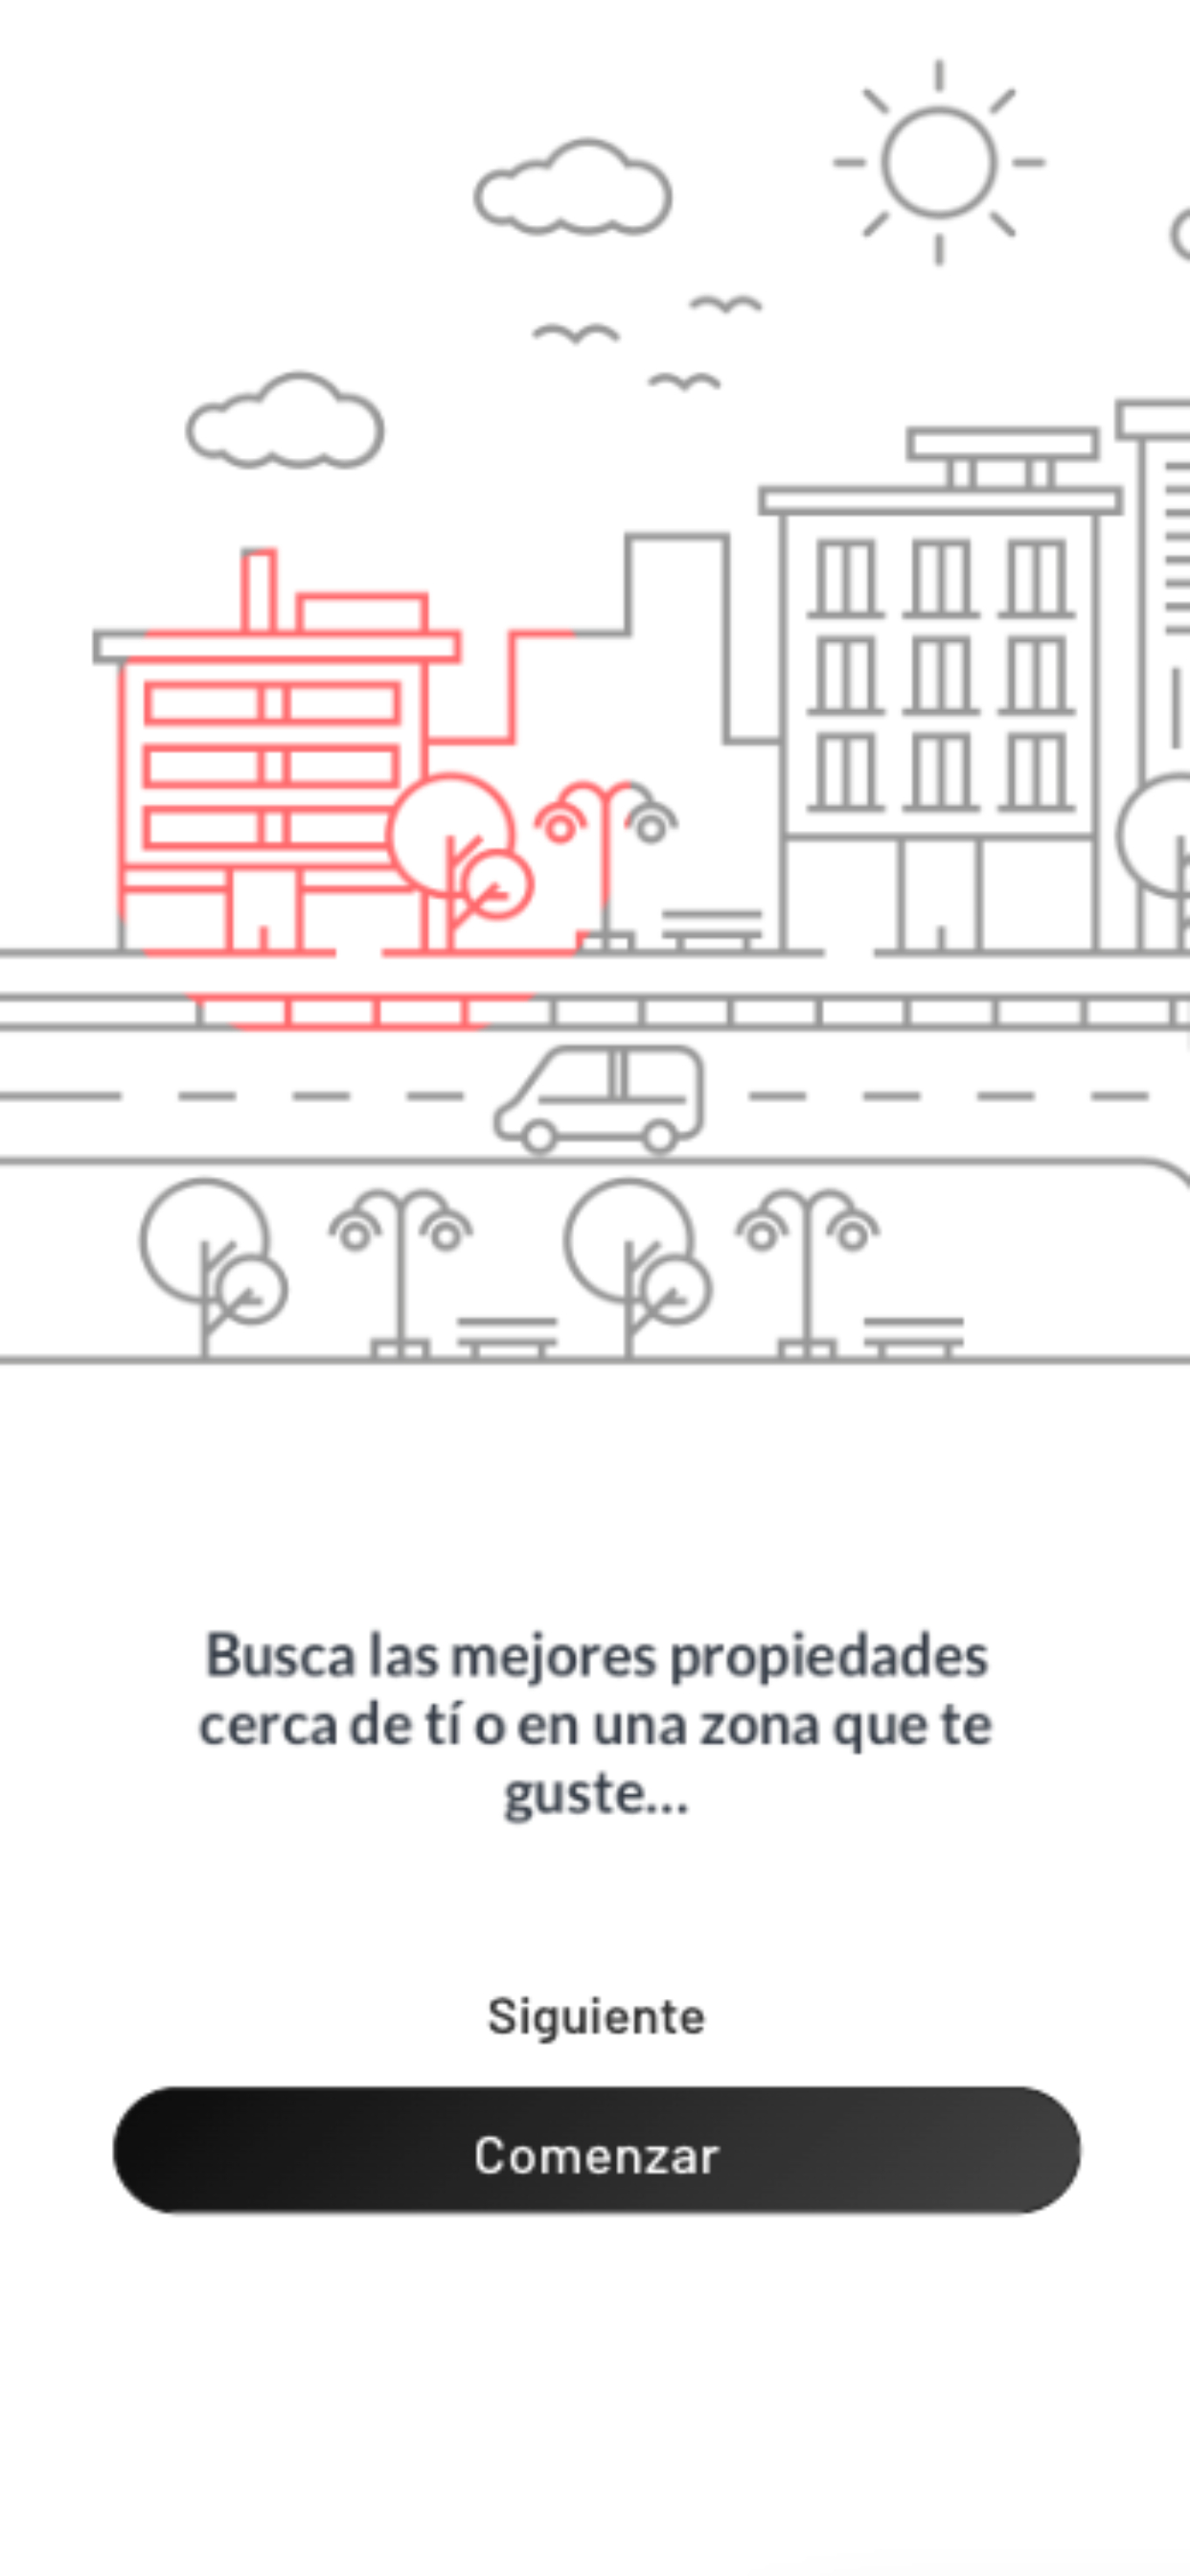 Busca las mejores propiedades
cerca de tí o en una zona que te
guste...
Siguiente
Comenzar